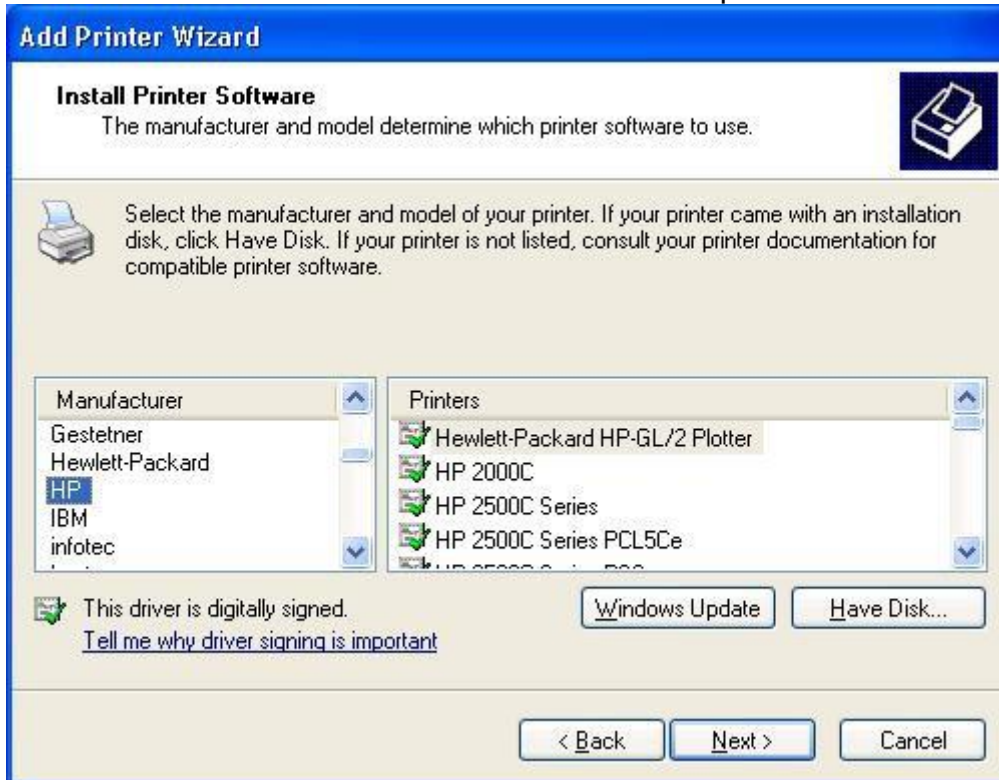 Add Printer Wizard
Install Printer Software
The manufacturer and model determine which printer software to use.
Select the manufacturer and model of your printer. If your printer came with an installation
disk, click Have Disk. If your printer is not listed, consult your printer documentation for
compatible printer software.
Manufacturer
Gestetner
Hewlett-Packard
HP
IBM
infotec
Printers
Hewlett-Packard HP-GL/2 Plotter
HP 2000C
HP 2500C Series
HP 2500C Series PCL5Ce
This driver is digitally signed.
Tell me why driver signing is important
Windows Update
Have Disk...
< Back
Next >
Cancel